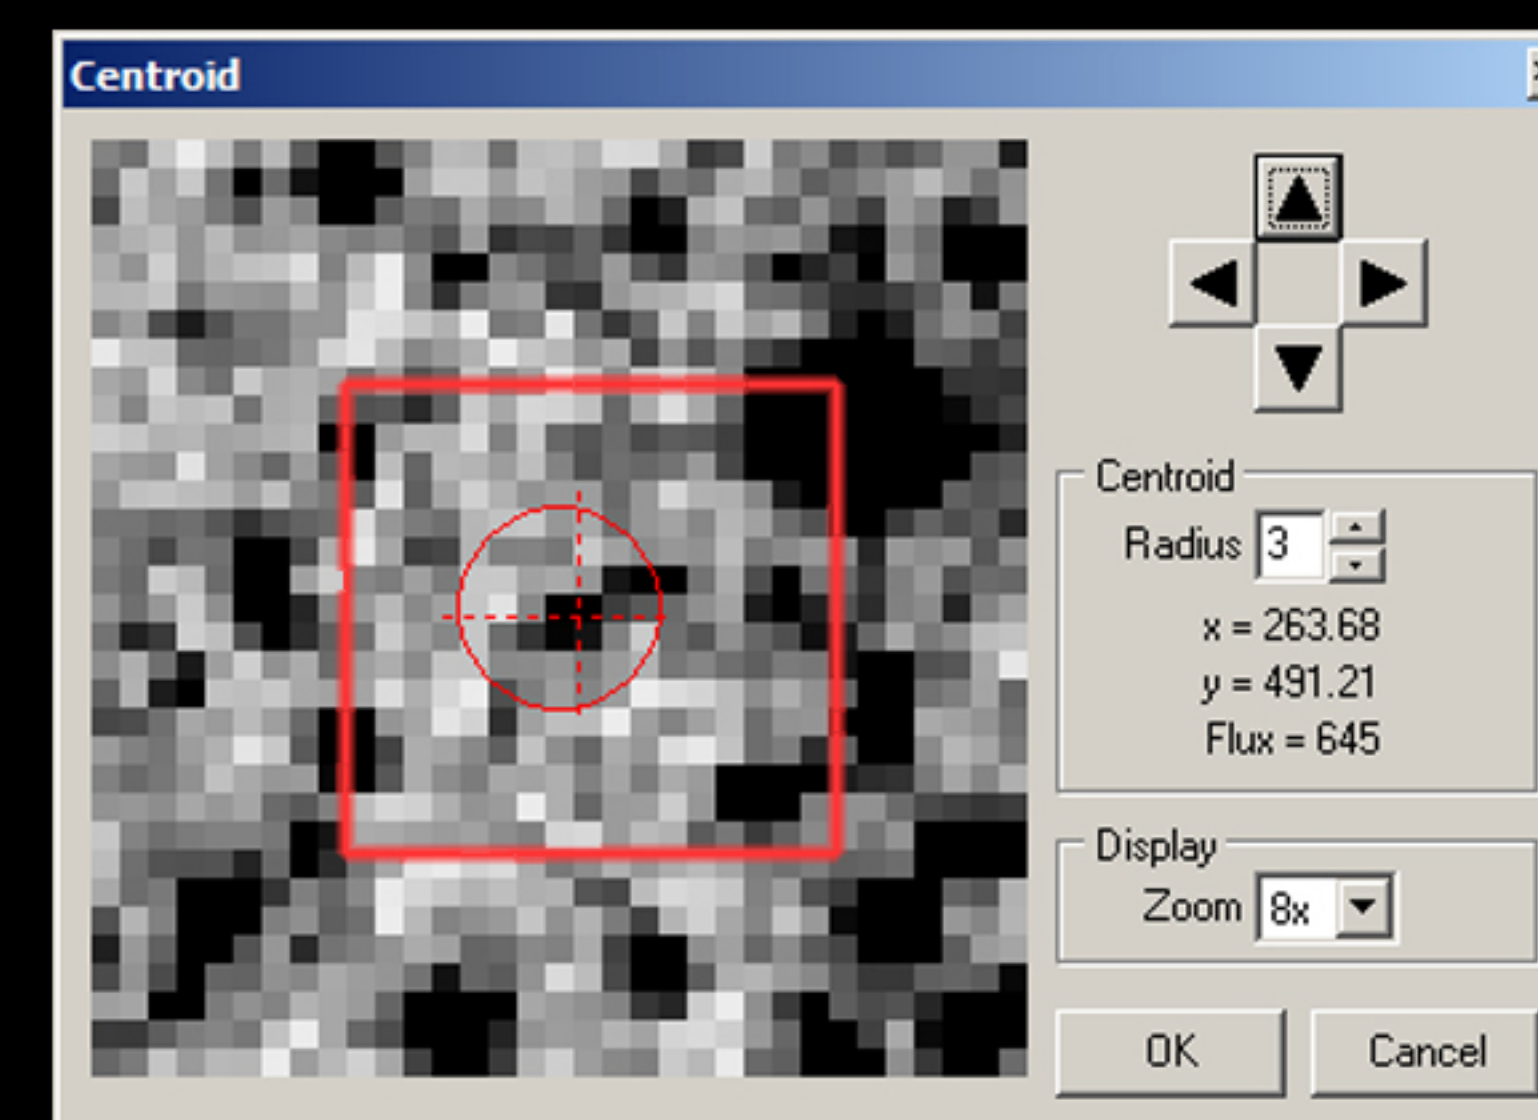 Centroid
Centroid
Radius 3
x = 263.68
y = 491.21
Flux = 645
Display
Zoom 8x
OK
Cancel